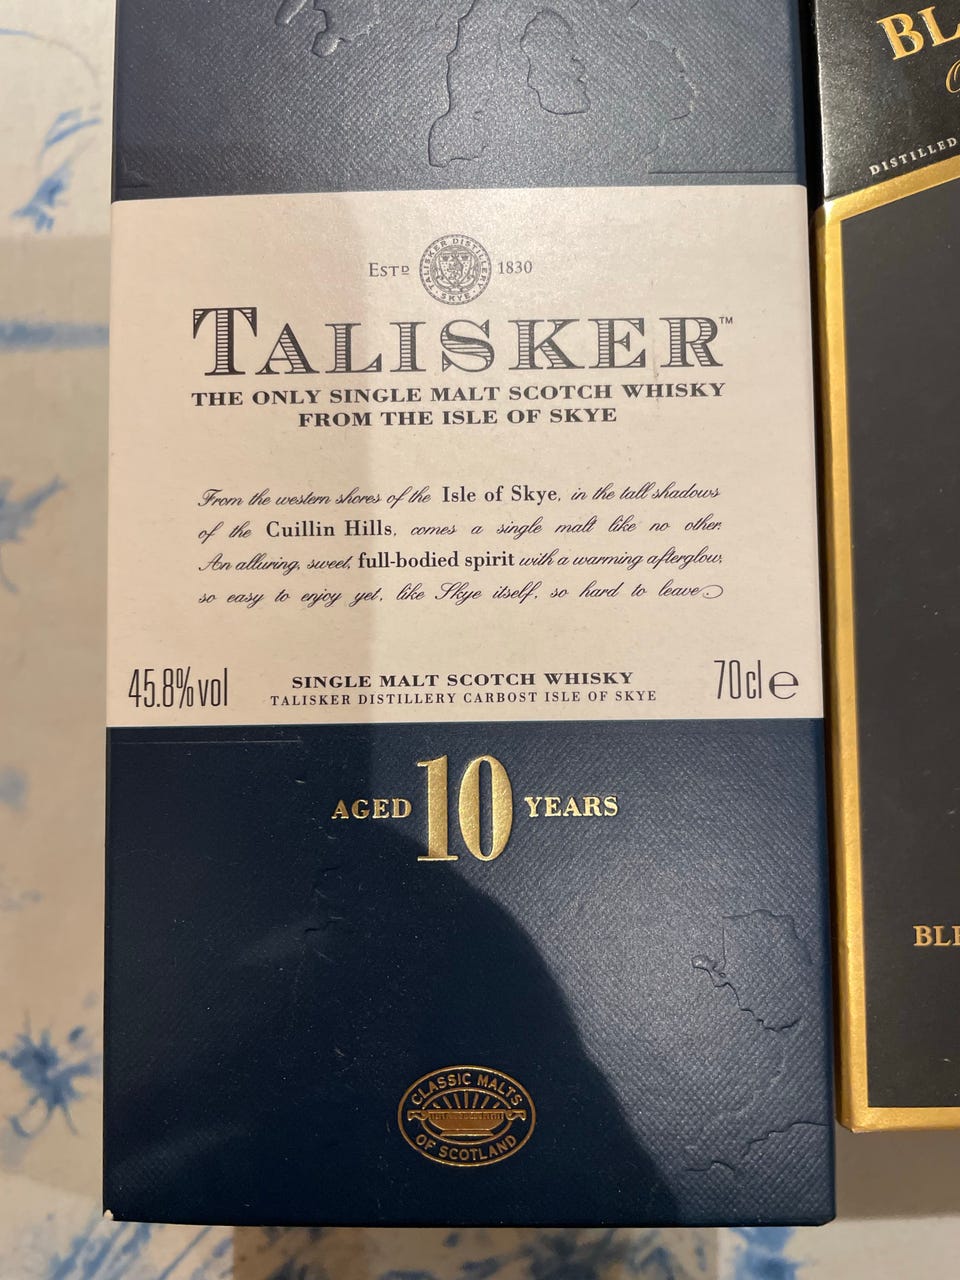 ESTD 1830
TALISKER DISTILLERY
SKYE
TALISKER™
THE ONLY SINGLE MALT SCOTCH WHISKY
FROM THE ISLE OF SKYE
From the western shores of the Isle of Skye, in the tall shadows
of the Cuillin Hills, comes a single malt like no other.
An alluring, sweet, full-bodied spirit with a warming afterglow,
so easy to enjoy yet, like Skye itself, so hard to leave
45.8%vol
SINGLE MALT SCOTCH WHISKY
70cl e
TALISKER DISTILLERY CARBOST ISLE OF SKYE
AGED 10 YEARS
CLASSIC MALTS
OF SCOTLAND
DISTILLED